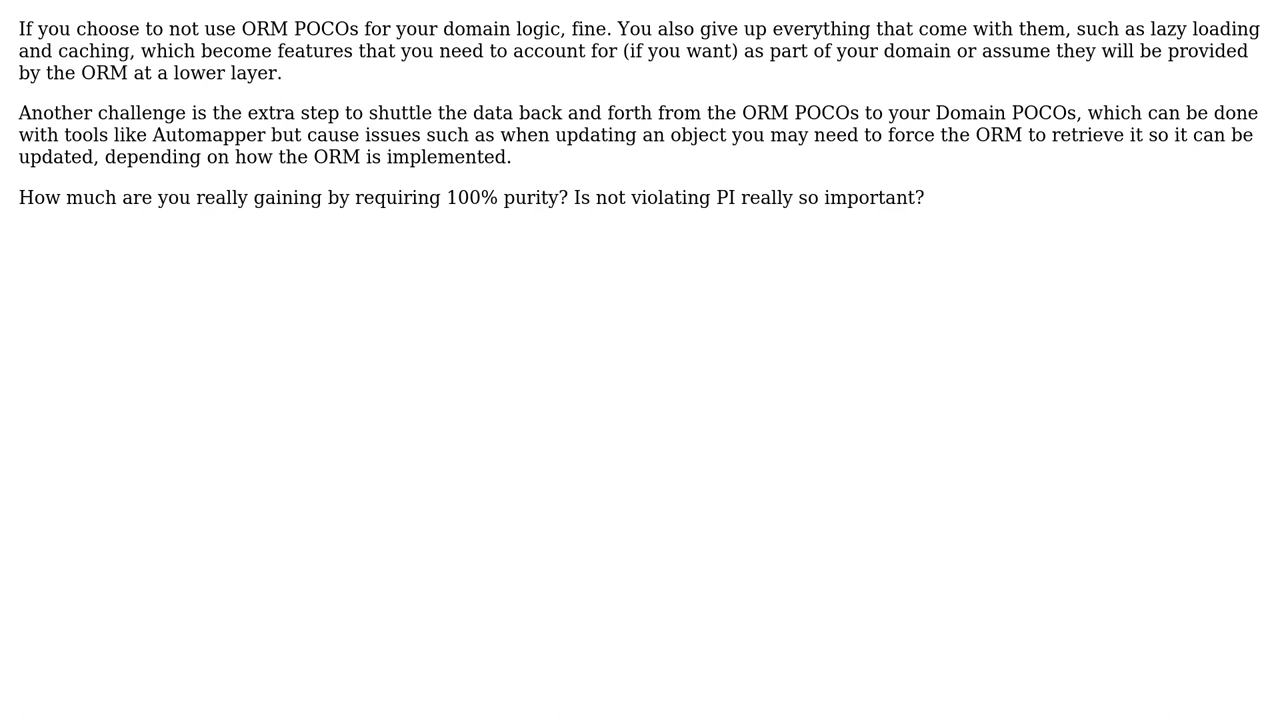 If you choose to not use ORM POCOs for your domain logic, fine. You also give up everything that come with them, such as lazy loading
and caching, which become features that you need to account for (if you want) as part of your domain or assume they will be provided
by the ORM at a lower layer.
Another challenge is the extra step to shuttle the data back and forth from the ORM POCOs to your Domain POCOs, which can be done
with tools like Automapper but cause issues such as when updating an object you may need to force the ORM to retrieve it so it can be
updated, depending on how the ORM is implemented.
How much are you really gaining by requiring 100% purity? Is not violating PI really so important?